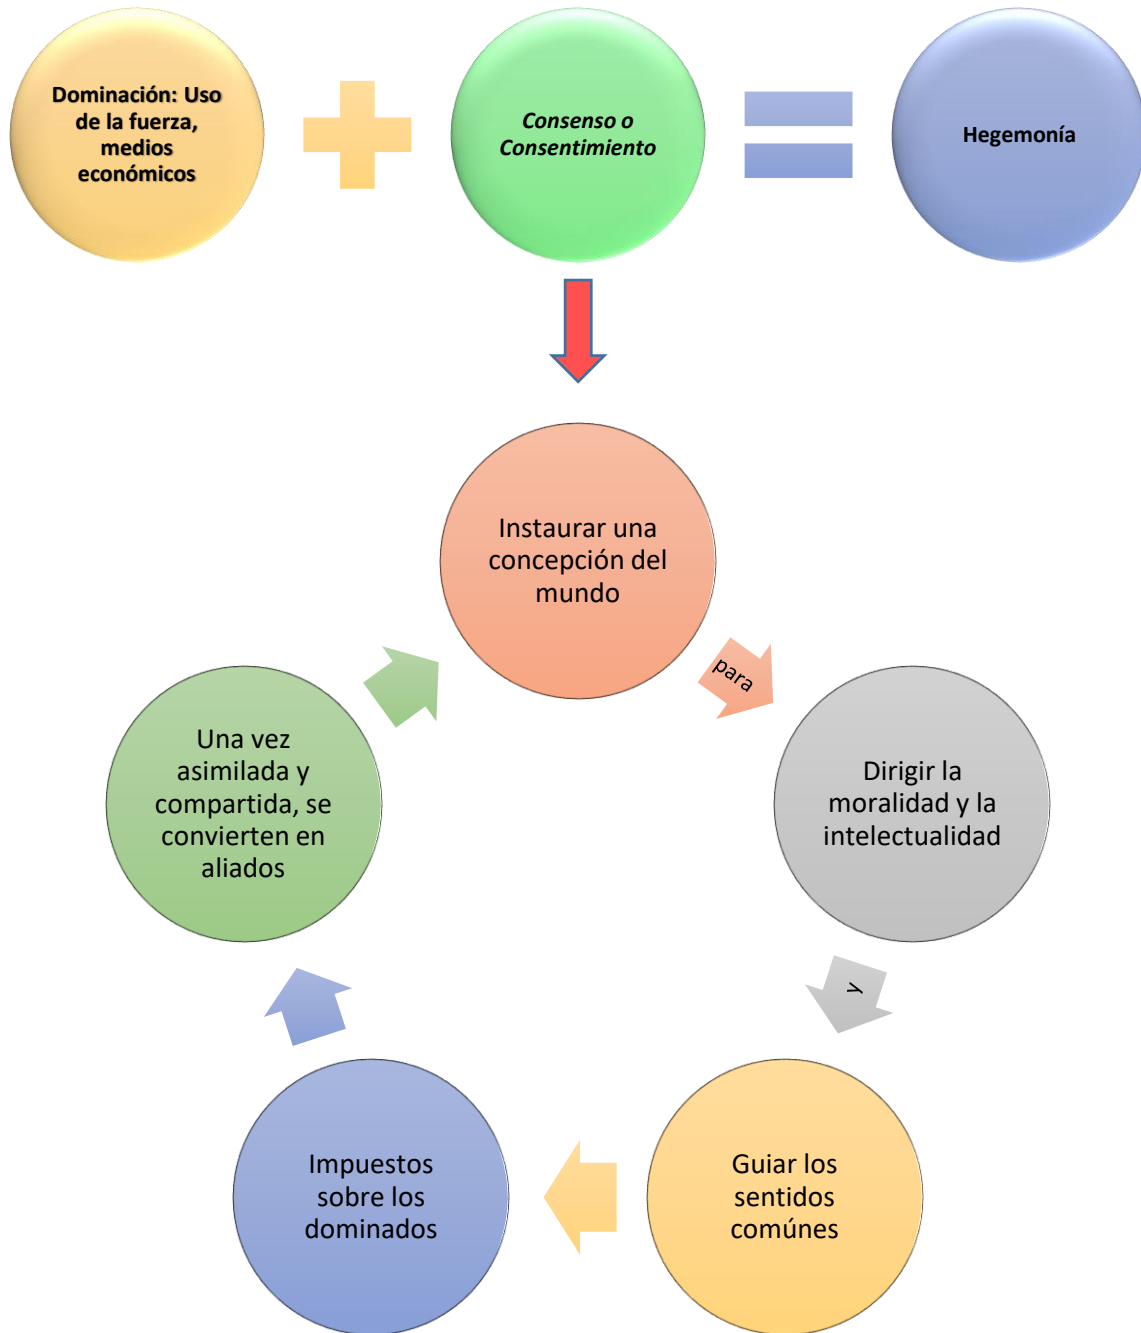 Dominación: Uso
de la fuerza,
medios
económicos
Consenso o
Consentimiento
Hegemonía
Instaurar una
concepción del
mundo
para
Dirigir la
moralidad y la
intelectualidad
y
Guiar los
sentidos
comúnes
Impuestos
sobre los
dominados
Una vez
asimilada y
compartida, se
convierten en
aliados